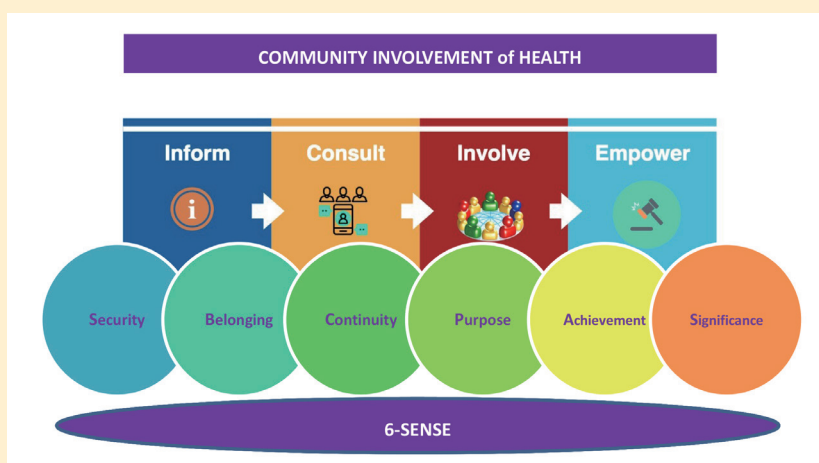 COMMUNITY INVOLVEMENT of HEALTH
Inform Consult Involve Empower
Security Belonging Continuity Purpose Achievement Significance
6-SENSE